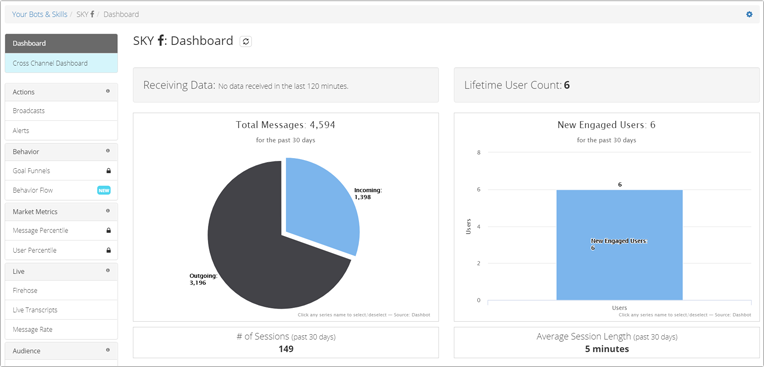 Your Bots & Skills / SKY f / Dashboard
Dashboard
Cross Channel Dashboard
Actions
Broadcasts
Alerts
Behavior
Goal Funnels
Behavior Flow NEW
Market Metrics
Message Percentile
User Percentile
Live
Firehose
Live Transcripts
Message Rate
Audience
SKY f: Dashboard
Receiving Data: No data received in the last 120 minutes.
Lifetime User Count: 6
Total Messages: 4,594
for the past 30 days
Incoming:
1,398
Outgoing:
3,196
Click any series name to select/deselect — Source: Dashbot
New Engaged Users: 6
for the past 30 days
8
6
4
2
0
Users
6
New Engaged Users:
6
Users
Click any series name to select/deselect — Source: Dashbot
# of Sessions (past 30 days)
149
Average Session Length (past 30 days)
5 minutes